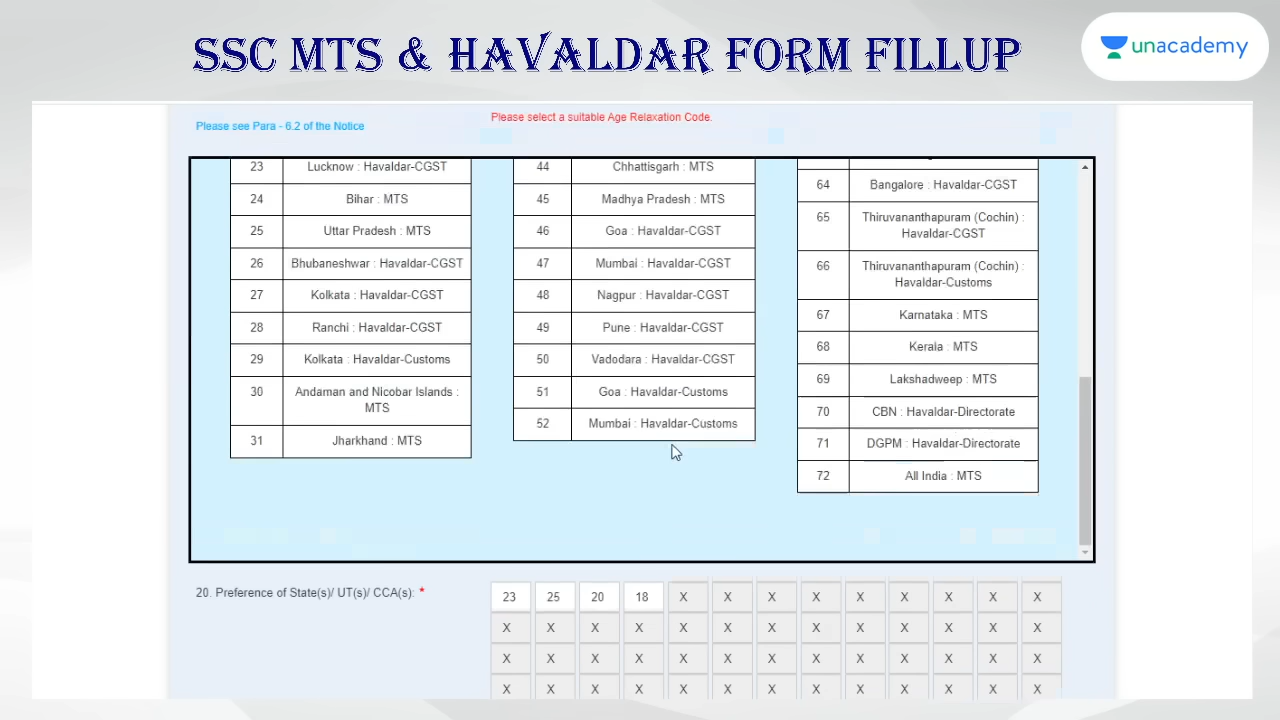 SSC MTS & HAVALDAR FORM FILLUP
unacademy
Please see Para - 6.2 of the Notice
Please select a suitable Age Relaxation Code.
23 Lucknow : Havaldar-CGST
24 Bihar : MTS
25 Uttar Pradesh : MTS
26 Bhubaneshwar : Havaldar-CGST
27 Kolkata : Havaldar-CGST
28 Ranchi : Havaldar-CGST
29 Kolkata : Havaldar-Customs
30 Andaman and Nicobar Islands :
MTS
31 Jharkhand : MTS
44 Chhattisgarh : MTS
45 Madhya Pradesh : MTS
46 Goa : Havaldar-CGST
47 Mumbai : Havaldar-CGST
48 Nagpur : Havaldar-CGST
49 Pune : Havaldar-CGST
50 Vadodara : Havaldar-CGST
51 Goa : Havaldar-Customs
52 Mumbai : Havaldar-Customs
64 Bangalore : Havaldar-CGST
65 Thiruvananthapuram (Cochin) :
Havaldar-CGST
66 Thiruvananthapuram (Cochin) :
Havaldar-Customs
67 Karnataka : MTS
68 Kerala : MTS
69 Lakshadweep : MTS
70 CBN : Havaldar-Directorate
71 DGPM : Havaldar-Directorate
72 All India : MTS
20. Preference of State(s)/ UT(s)/ CCA(s): *
23 25 20 18 X X X X X X X X X
X X X X X X X X X X X X X
X X X X X X X X X X X X X
X X X X X X X X X X X X X